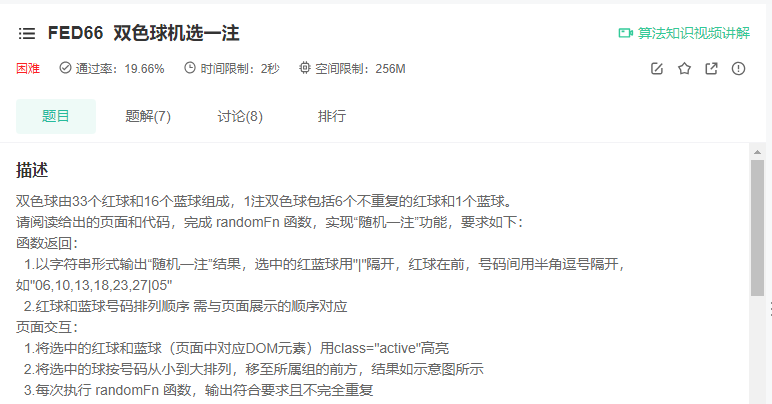 FED66 双色球机选一注
算法知识视频讲解
困难 通过率：19.66% 时间限制：2秒 空间限制：256M
题目 题解(7) 讨论(8) 排行
描述
双色球由33个红球和16个蓝球组成，1注双色球包括6个不重复的红球和1个蓝球。
请阅读给出的页面和代码，完成 randomFn 函数，实现“随机一注”功能，要求如下：
函数返回：
1.以字符串形式输出“随机一注”结果，选中的红蓝球用"|"隔开，红球在前，号码间用半角逗号隔开，
如"06,10,13,18,23,27|05"
2.红球和蓝球号码排列顺序 需与页面展示的顺序对应
页面交互：
1.将选中的红球和蓝球（页面中对应DOM元素）用class="active"高亮
2.将选中的球按号码从小到大排列，移至所属组的前方，结果如示意图所示
3.每次执行 randomFn 函数，输出符合要求且不完全重复